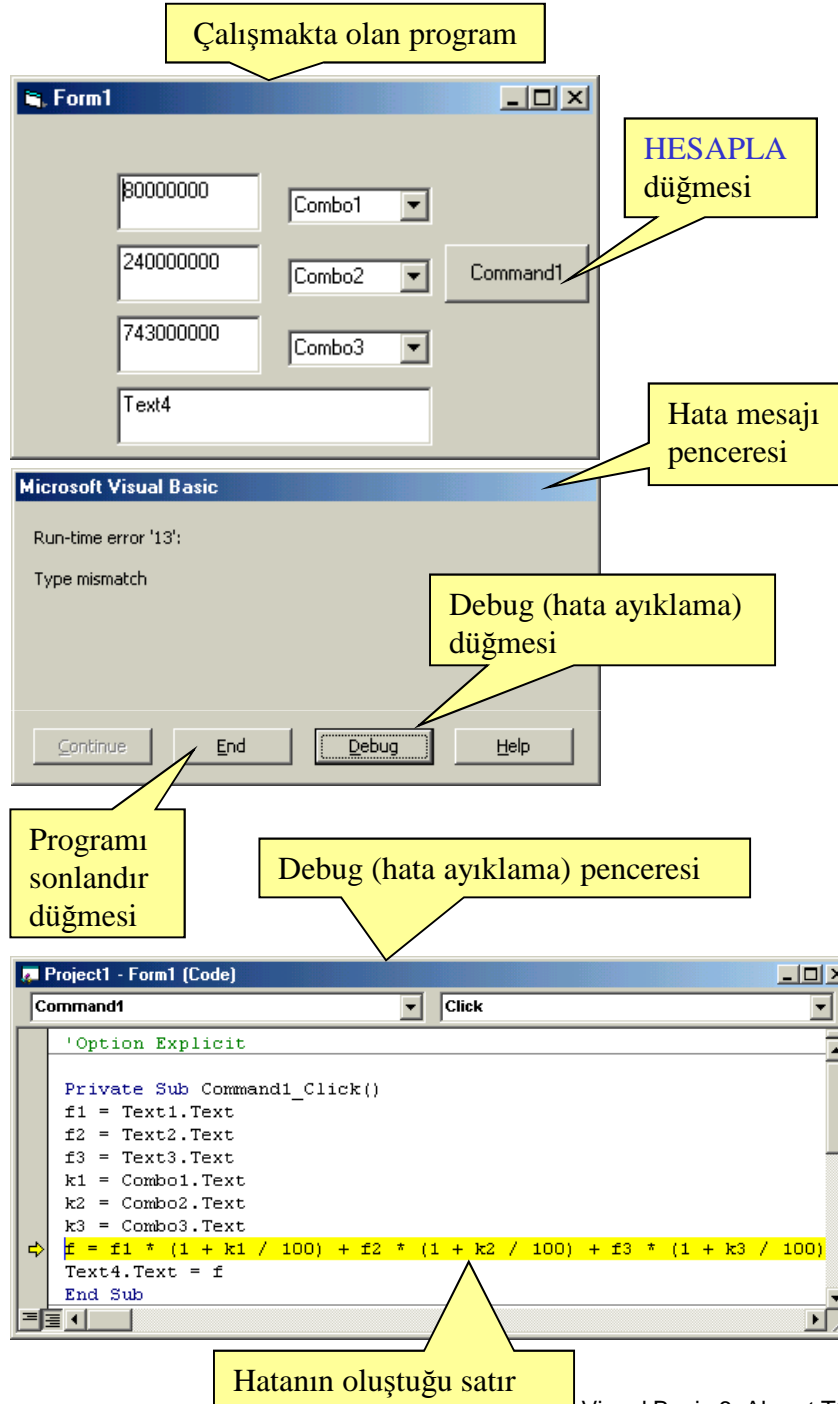 Çalışmakta olan program
Form1
HESAPLA
düğmesi
80000000
Combo1
240000000
Combo2
Command1
743000000
Combo3
Text4
Hata mesajı
penceresi
Microsoft Visual Basic
Run-time error '13':
Type mismatch
Debug (hata ayıklama)
düğmesi
Continue
End
Debug
Help
Programı
sonlandır
düğmesi
Debug (hata ayıklama) penceresi
Project1 - Form1 (Code)
Command1
Click
'Option Explicit
Private Sub Command1_Click()
f1 = Text1.Text
f2 = Text2.Text
f3 = Text3.Text
k1 = Combo1.Text
k2 = Combo2.Text
k3 = Combo3.Text
f = f1 * (1 + k1 / 100) + f2 * (1 + k2 / 100) + f3 * (1 + k3 / 100)
Text4.Text = f
End Sub
Hatanın oluştuğu satır